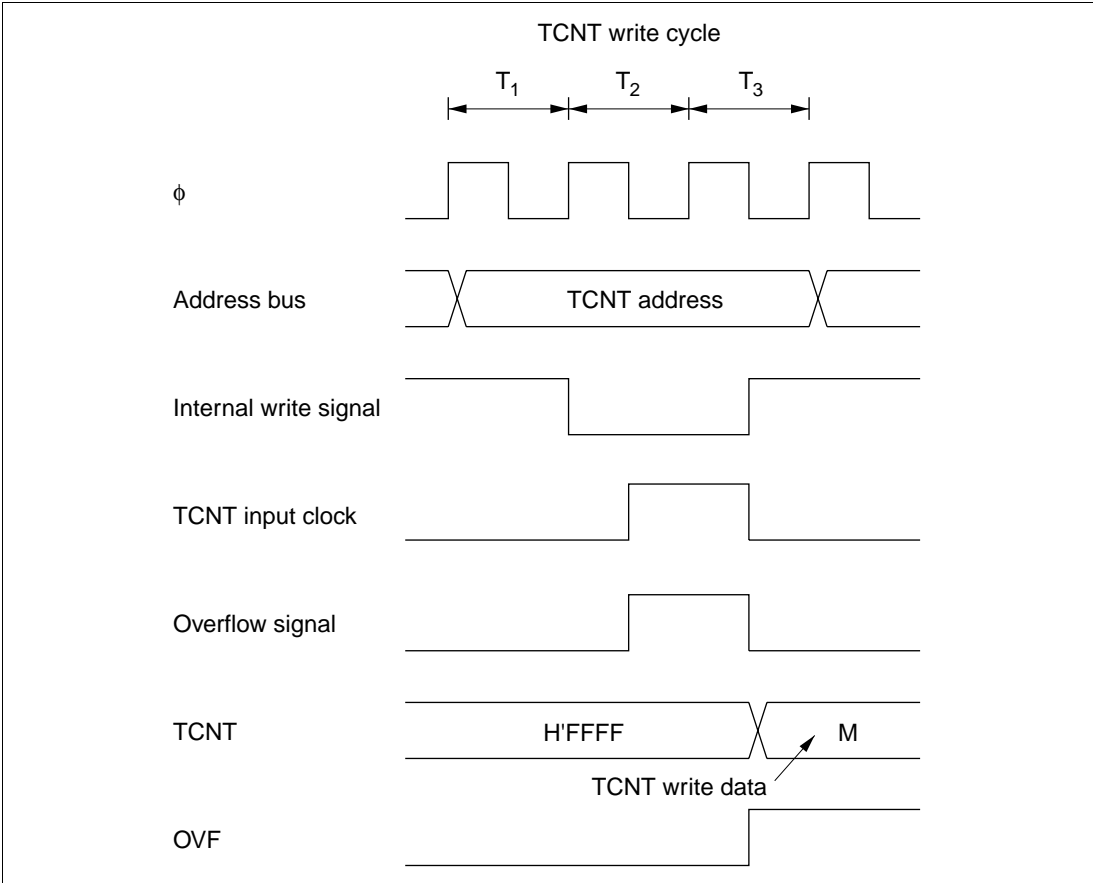 TCNT write cycle
T1 T2 T3
φ
Address bus
TCNT address
Internal write signal
TCNT input clock
Overflow signal
TCNT
H'FFFF
M
TCNT write data
OVF